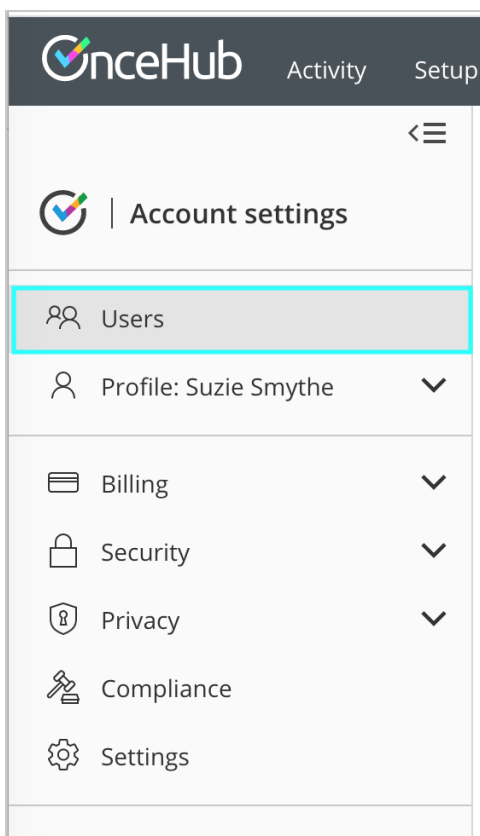 OnceHub Activity Setup
Account settings
Users
Profile: Suzie Smythe
Billing
Security
Privacy
Compliance
Settings